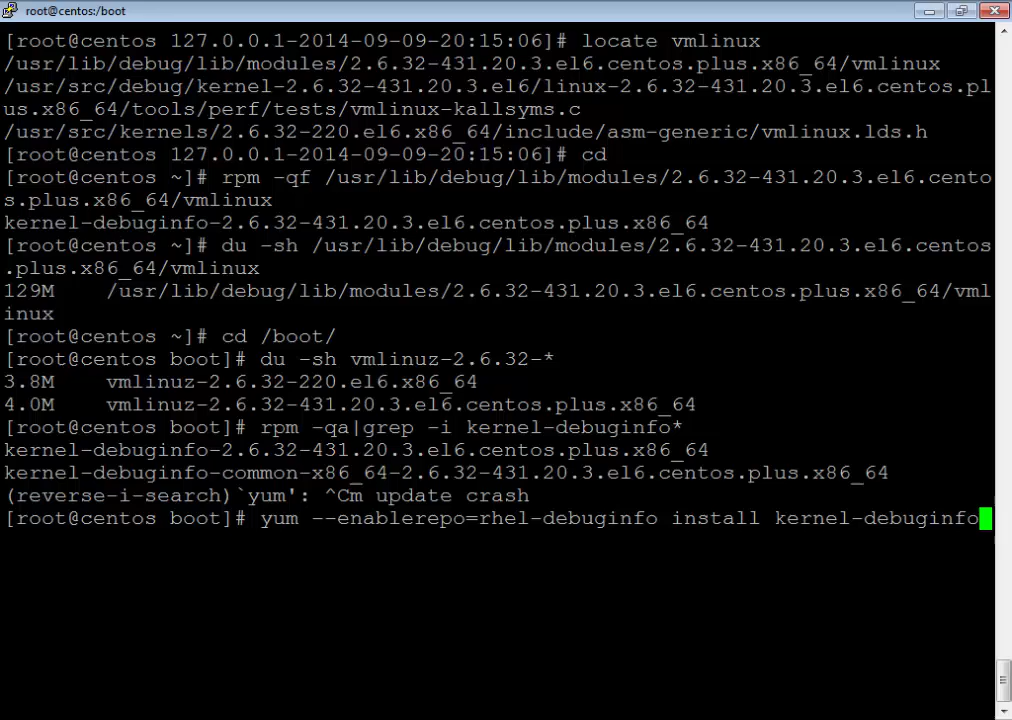 root@centos:/boot
[root@centos 127.0.0.1-2014-09-09-20:15:06]# locate vmlinux
/usr/lib/debug/lib/modules/2.6.32-431.20.3.el6.centos.plus.x86_64/vmlinux
/usr/src/debug/kernel-2.6.32-431.20.3.el6/linux-2.6.32-431.20.3.el6.centos.pl
us.x86_64/tools/perf/tests/vmlinux-kallsyms.c
/usr/src/kernels/2.6.32-220.el6.x86_64/include/asm-generic/vmlinux.lds.h
[root@centos 127.0.0.1-2014-09-09-20:15:06]# cd
[root@centos ~]# rpm -qf /usr/lib/debug/lib/modules/2.6.32-431.20.3.el6.cento
s.plus.x86_64/vmlinux
kernel-debuginfo-2.6.32-431.20.3.el6.centos.plus.x86_64
[root@centos ~]# du -sh /usr/lib/debug/lib/modules/2.6.32-431.20.3.el6.centos
.plus.x86_64/vmlinux
129M    /usr/lib/debug/lib/modules/2.6.32-431.20.3.el6.centos.plus.x86_64/vml
inux
[root@centos ~]# cd /boot/
[root@centos boot]# du -sh vmlinuz-2.6.32-*
3.8M    vmlinuz-2.6.32-220.el6.x86_64
4.0M    vmlinuz-2.6.32-431.20.3.el6.centos.plus.x86_64
[root@centos boot]# rpm -qa|grep -i kernel-debuginfo*
kernel-debuginfo-2.6.32-431.20.3.el6.centos.plus.x86_64
kernel-debuginfo-common-x86_64-2.6.32-431.20.3.el6.centos.plus.x86_64
(reverse-i-search)`yum': ^Cm update crash
[root@centos boot]# yum --enablerepo=rhel-debuginfo install kernel-debuginfo